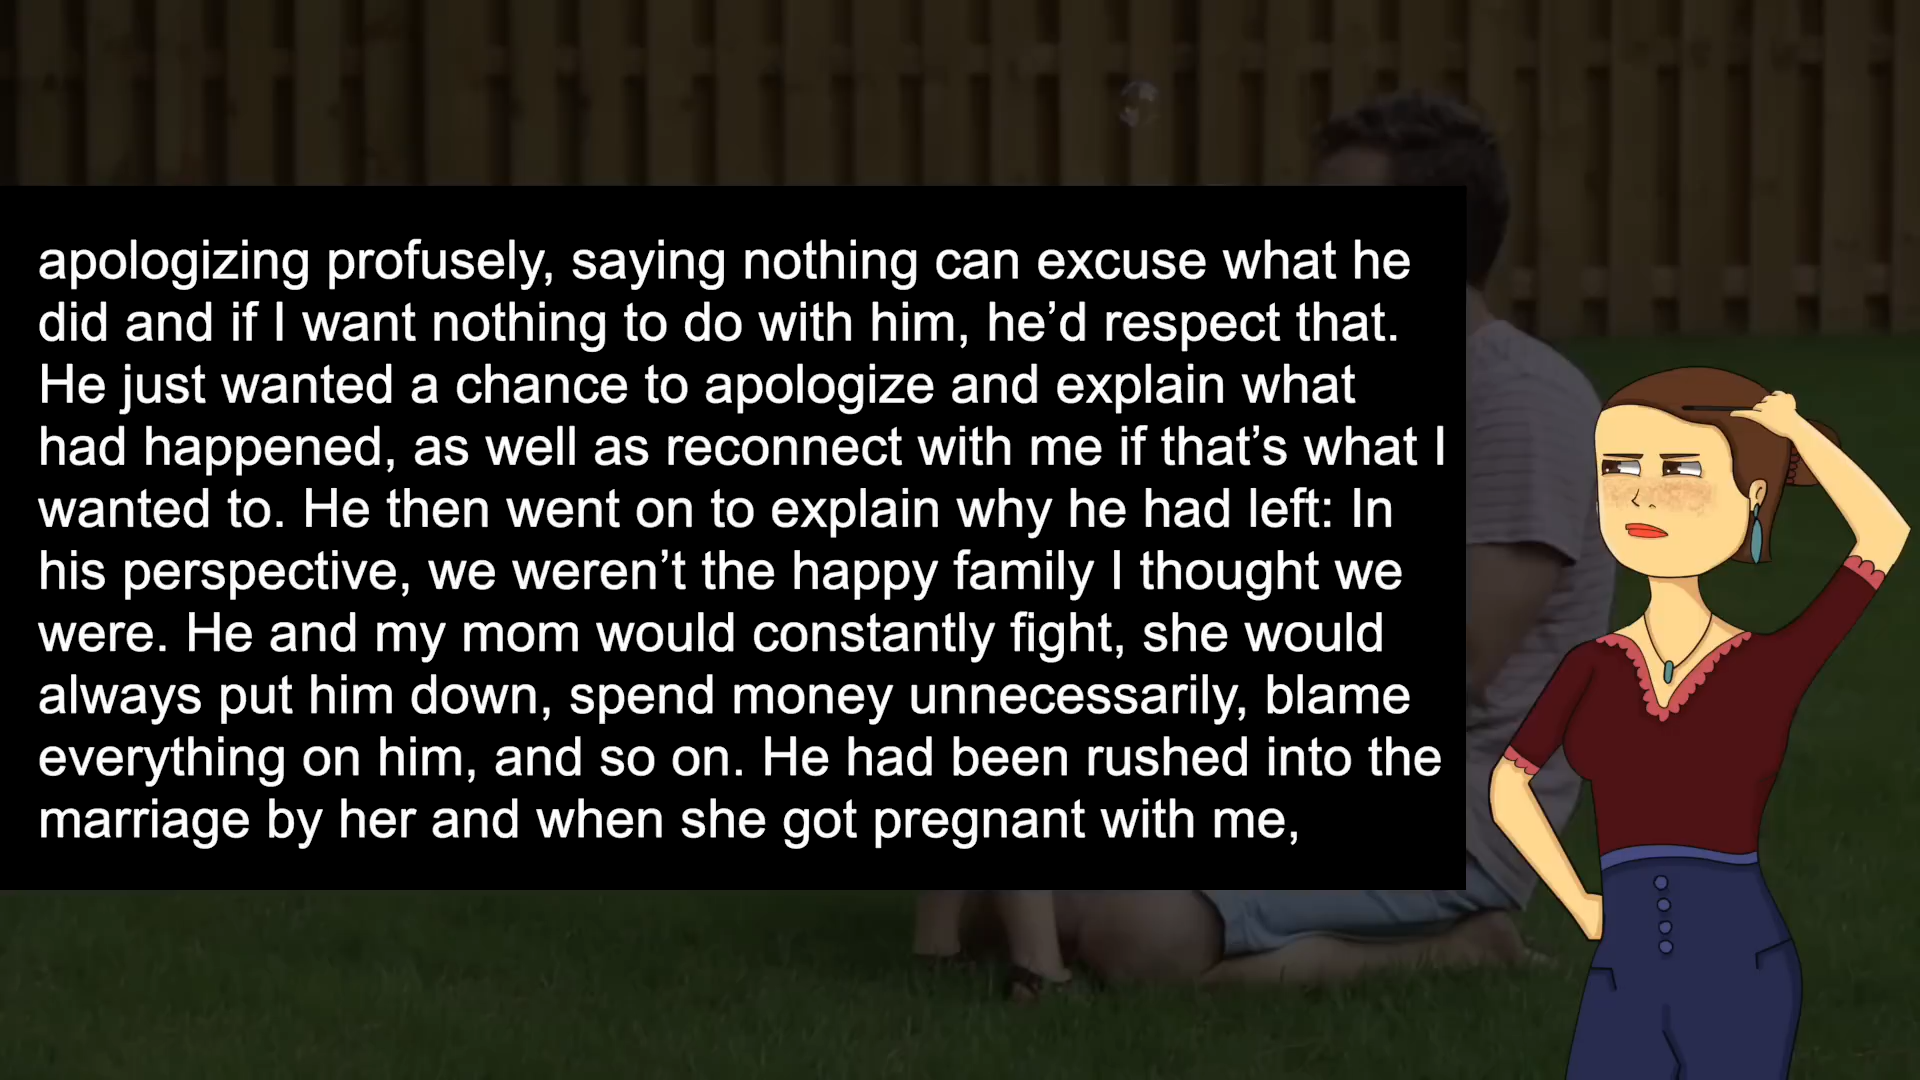 apologizing profusely, saying nothing can excuse what he
did and if I want nothing to do with him, he’d respect that.
He just wanted a chance to apologize and explain what
had happened, as well as reconnect with me if that’s what I
wanted to. He then went on to explain why he had left: In
his perspective, we weren’t the happy family I thought we
were. He and my mom would constantly fight, she would
always put him down, spend money unnecessarily, blame
everything on him, and so on. He had been rushed into the
marriage by her and when she got pregnant with me,